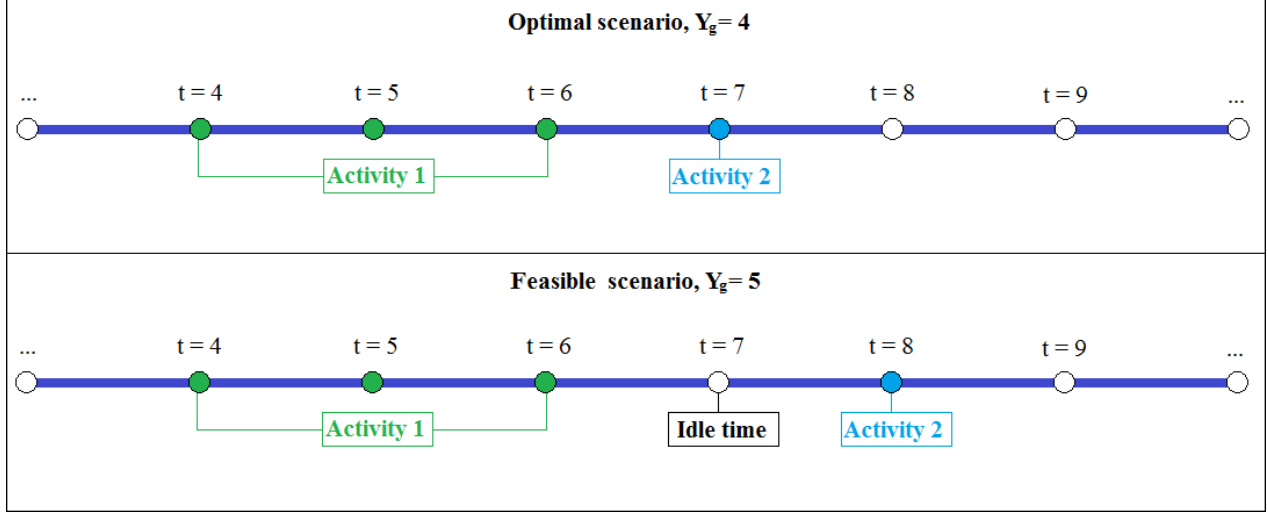 Optimal scenario, Yg= 4
... t = 4 t = 5 t = 6 t = 7 t = 8 t = 9 ...
Activity 1 Activity 2
Feasible scenario, Yg= 5
... t = 4 t = 5 t = 6 t = 7 t = 8 t = 9 ...
Activity 1 Idle time Activity 2